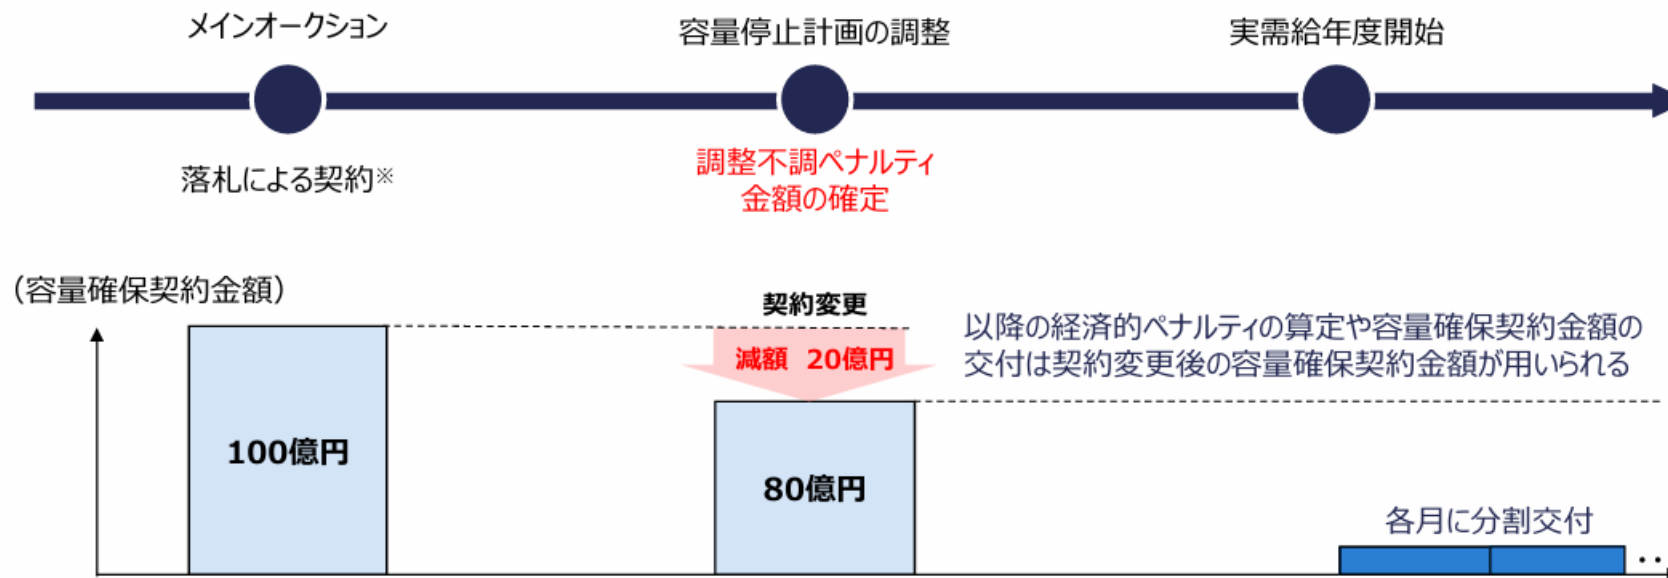 メインオークション
容量停止計画の調整
実需給年度開始
落札による契約※
調整不調ペナルティ
金額の確定
（容量確保契約金額）
契約変更
減額 20億円
以降の経済的ペナルティの算定や容量確保契約金額の
交付は契約変更後の容量確保契約金額が用いられる
100億円
80億円
各月に分割交付
‥